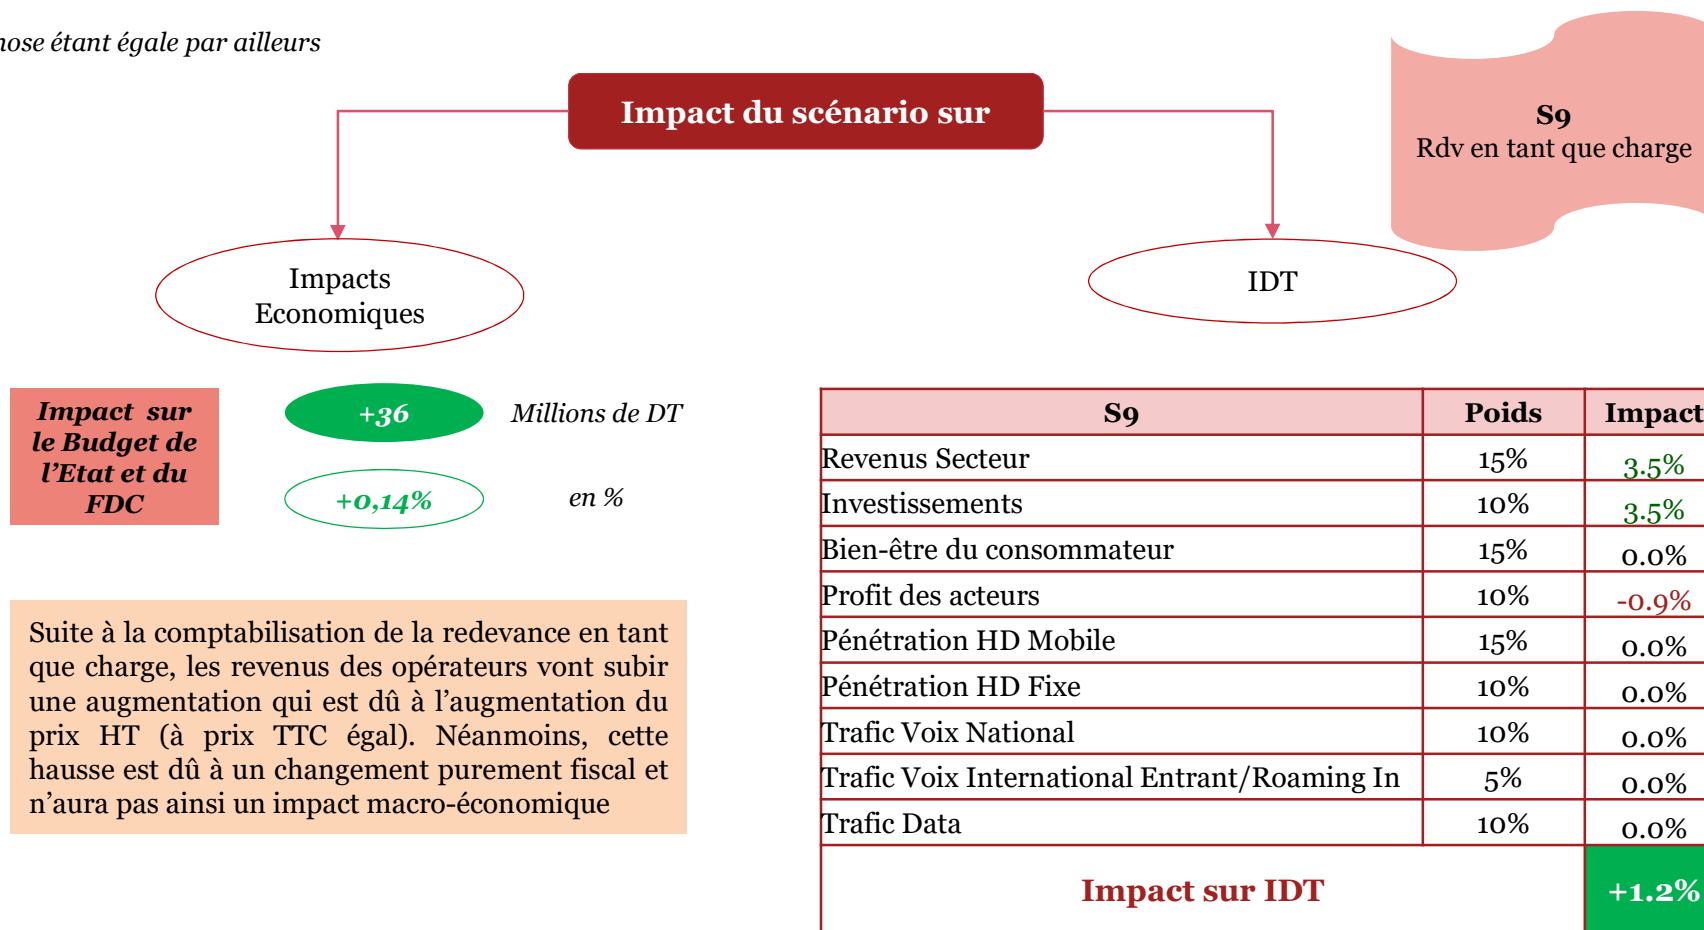 étant égale par ailleurs
Impact du scénario sur
S9
Rdv en tant que charge
Impacts
Economiques
IDT
Impact sur
le Budget de
l'Etat et du
FDC
+36
Millions de DT
+0,14%
en %
Suite à la comptabilisation de la redevance en tant
que charge, les revenus des opérateurs vont subir
une augmentation qui est dû à l'augmentation du
prix HT (à prix TTC égal). Néanmoins, cette
hausse est dû à un changement purement fiscal et
n'aura pas ainsi un impact macro-économique
S9 Poids Impact
Revenus Secteur 15% 3.5%
Investissements 10% 3.5%
Bien-être du consommateur 15% 0.0%
Profit des acteurs 10% -0.9%
Pénétration HD Mobile 15% 0.0%
Pénétration HD Fixe 10% 0.0%
Trafic Voix National 10% 0.0%
Trafic Voix International Entrant/Roaming In 5% 0.0%
Trafic Data 10% 0.0%
Impact sur IDT +1.2%